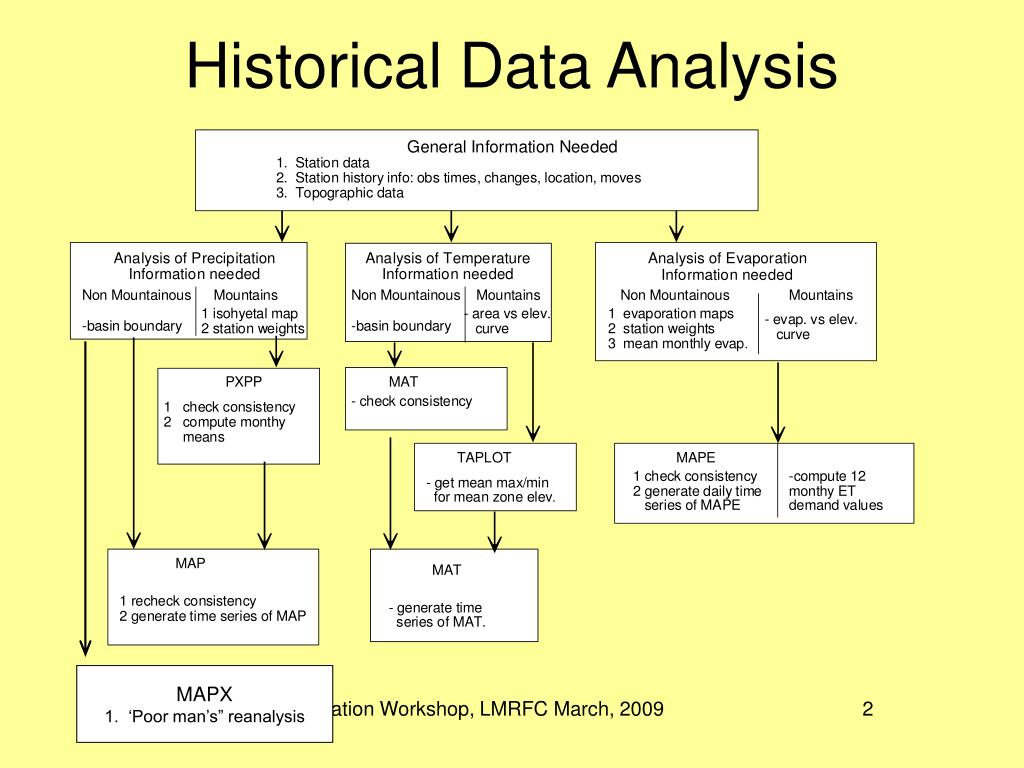 Historical Data Analysis
General Information Needed
1. Station data
2. Station history info: obs times, changes, location, moves
3. Topographic data
Analysis of Precipitation
Information needed
Non Mountainous
-basin boundary
Mountains
1 isohyetal map
2 station weights
Analysis of Temperature
Information needed
Non Mountainous
-basin boundary
Mountains
- area vs elev.
curve
Analysis of Evaporation
Information needed
Non Mountainous
1 evaporation maps
2 station weights
3 mean monthly evap.
Mountains
- evap. vs elev.
curve
PXPP
1 check consistency
2 compute monthy
means
MAT
- check consistency
TAPLOT
- get mean max/min
for mean zone elev.
MAPE
1 check consistency
2 generate daily time
series of MAPE
-compute 12
monthy ET
demand values
MAP
1 recheck consistency
2 generate time series of MAP
MAT
- generate time
series of MAT.
MAPX
1. ‘Poor man’s” reanalysis
Workshop, LMRFC March, 2009
2